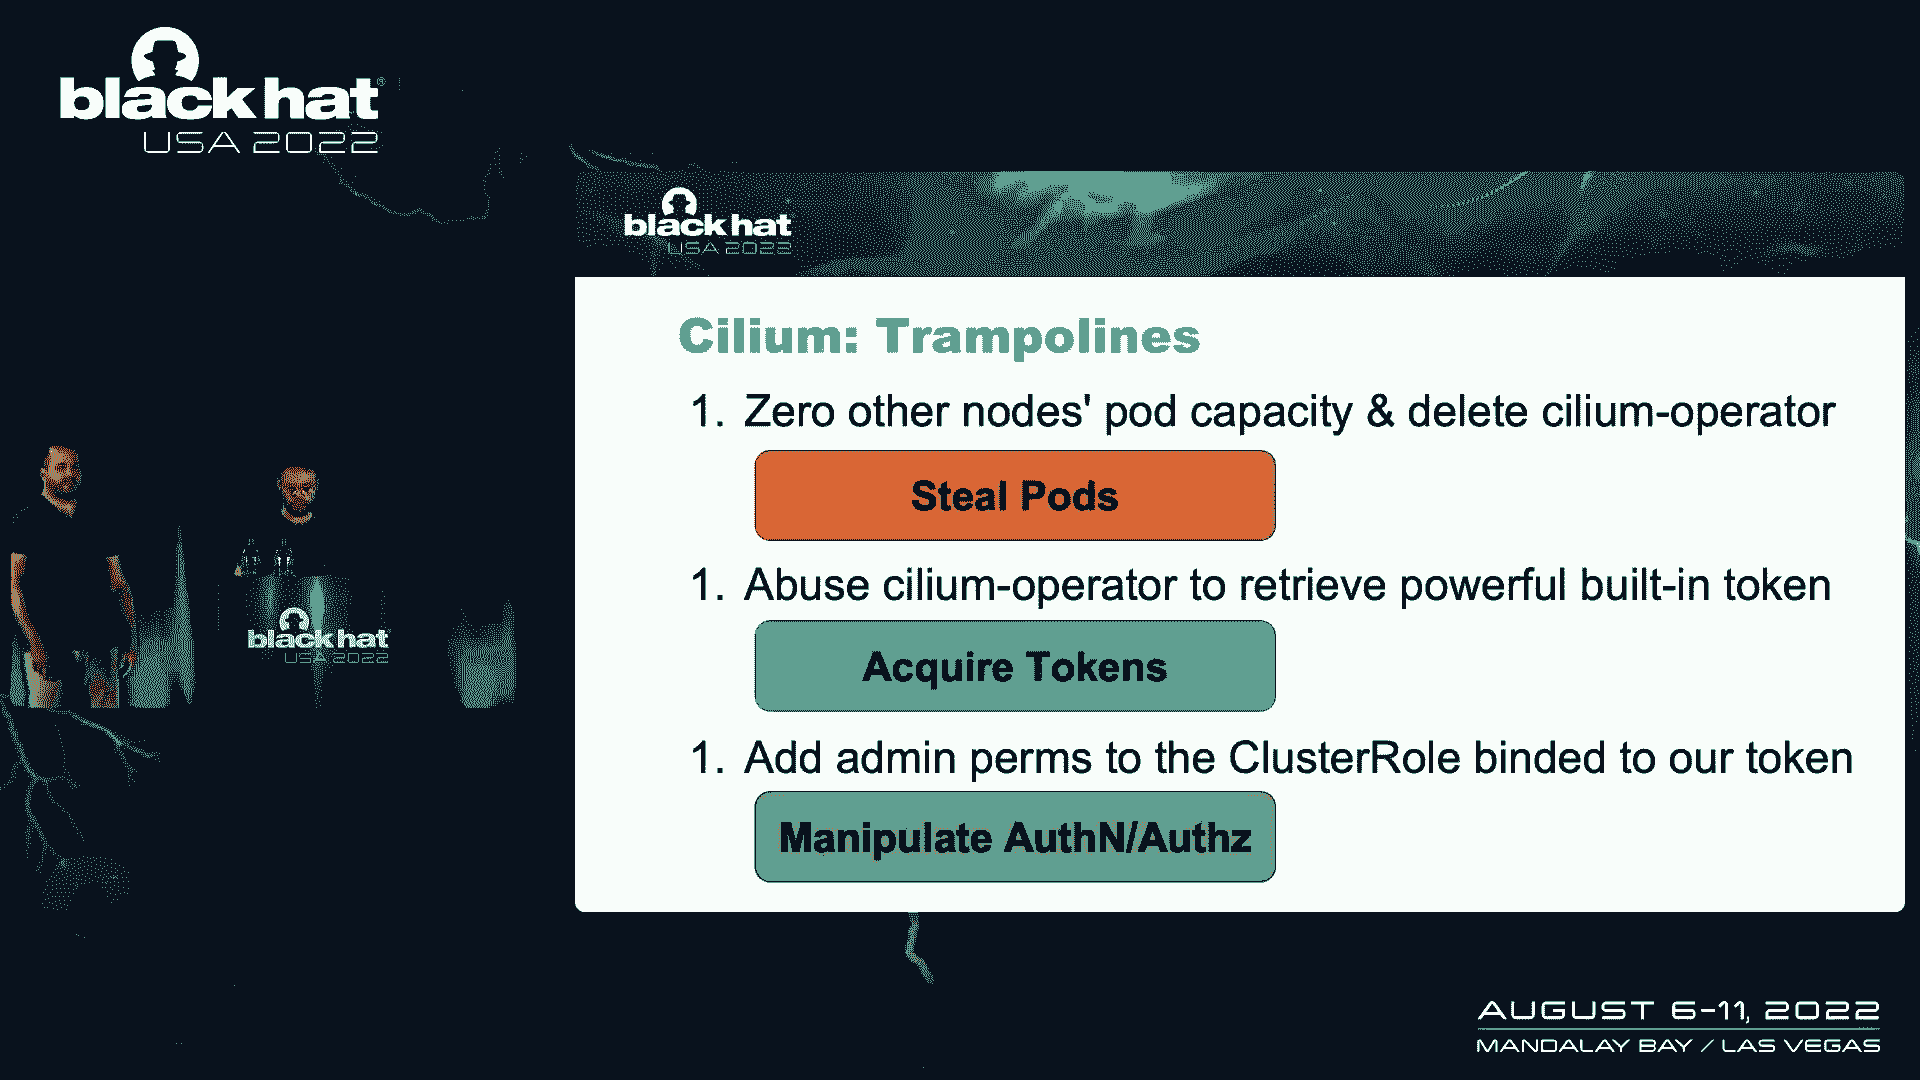 black hat®
USA 2022
black hat
USA 2022
Cilium: Trampolines
1. Zero other nodes' pod capacity & delete cilium-operator
Steal Pods
1. Abuse cilium-operator to retrieve powerful built-in token
Acquire Tokens
1. Add admin perms to the ClusterRole binded to our token
Manipulate AuthN/Authz
black hat
USA 2022
AUGUST 6-11, 2022
MANDALAY BAY / LAS VEGAS